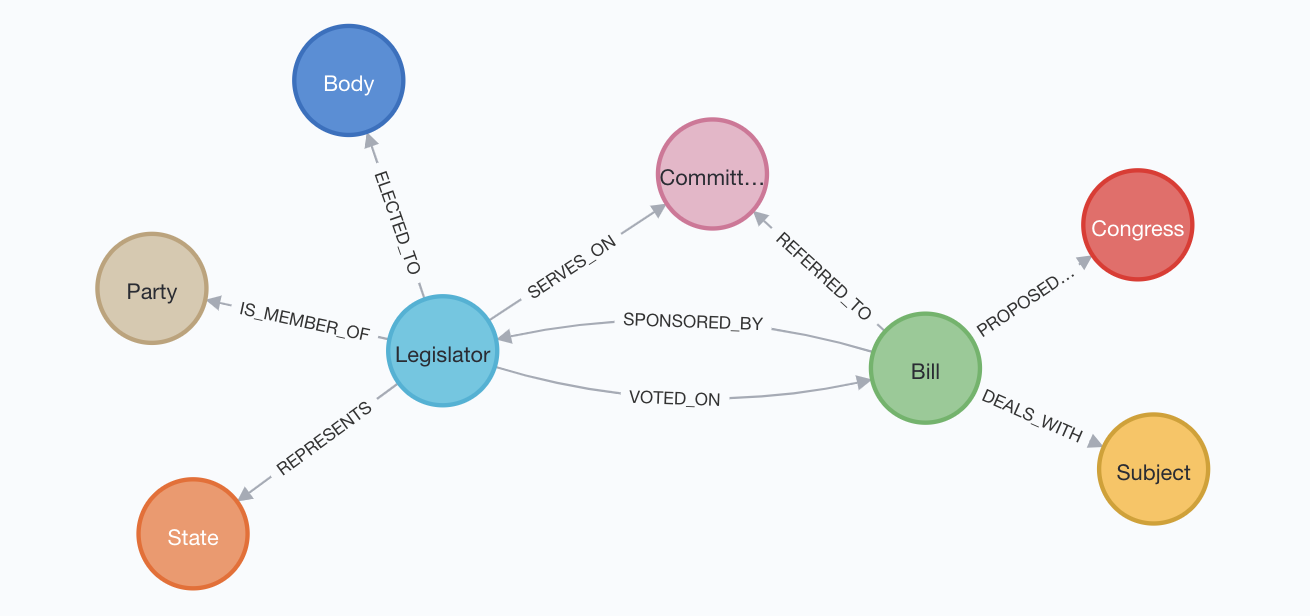 Body
ELECTED_TO
Committ...
Congress
Party
IS_MEMBER_OF
SERVES_ON
REFERRED_TO
PROPOSED...
SPONSORED_BY
Legislator
Bill
VOTED_ON
DEALS_WITH
REPRESENTS
Subject
State